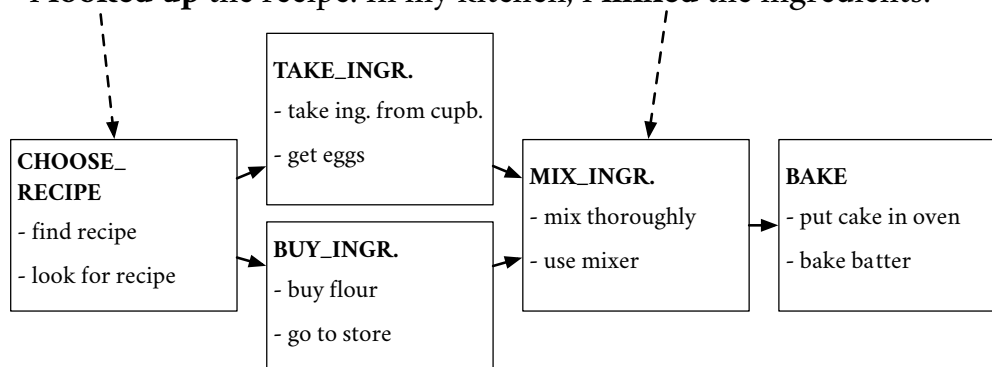 I looked up the recipe. In my kitchen, I mixed the ingredients.
TAKE_INGR.
- take ing. from cupb.
- get eggs
CHOOSE_
RECIPE
- find recipe
- look for recipe
BUY_INGR.
- buy flour
- go to store
MIX_INGR.
- mix thoroughly
- use mixer
BAKE
- put cake in oven
- bake batter